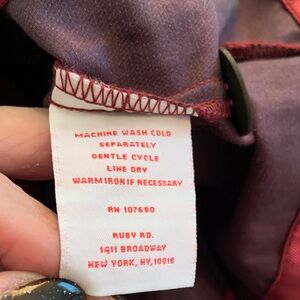 MACHINE WASH COLD
SEPARATELY
GENTLE CYCLE
LINE DRY
WARM IRON IF NECESSARY
RN 107680
RUBY RD.
1411 BROADWAY
NEW YORK, NY, 10018